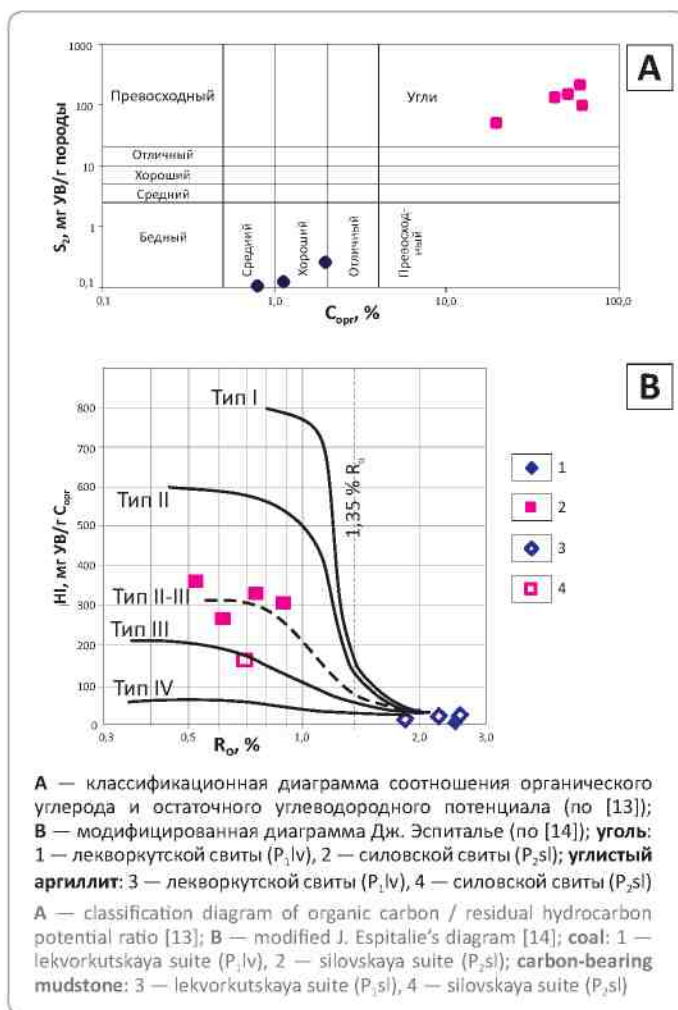 A
1000
100
10
1
0,1
S₂, мг УВ/г породы
Превосходный
Угли
Отличный
Хороший
Средний
Бедный
Средний
Хороший
Отличный
Превосход-
ный
0,1
1,0
10,0
100,0
Cорг, %
B
800
700
600
500
400
300
200
100
0
HI, мг УВ/г Cорг
Тип I
Тип II
Тип II-III
Тип III
Тип IV
1,35 % R₀
0,3
0,5
1,0
2,0
3,0
R₀, %
1
2
3
4
A — классификационная диаграмма соотношения органического
углерода и остаточного углеводородного потенциала (по [13]);
B — модифицированная диаграмма Дж. Эспиталье (по [14]); уголь:
1 — лекворкутской свиты (P₁lv), 2 — силовской свиты (P₂sl); углистый
аргиллит: 3 — лекворкутской свиты (P₁lv), 4 — силовской свиты (P₂sl)
A — classification diagram of organic carbon / residual hydrocarbon
potential ratio [13]; B — modified J. Espitalie's diagram [14]; coal: 1 —
lekvorkutskaya suite (P₁lv), 2 — silovskaya suite (P₂sl); carbon-bearing
mudstone: 3 — lekvorkutskaya suite (P₁sl), 4 — silovskaya suite (P₂sl)